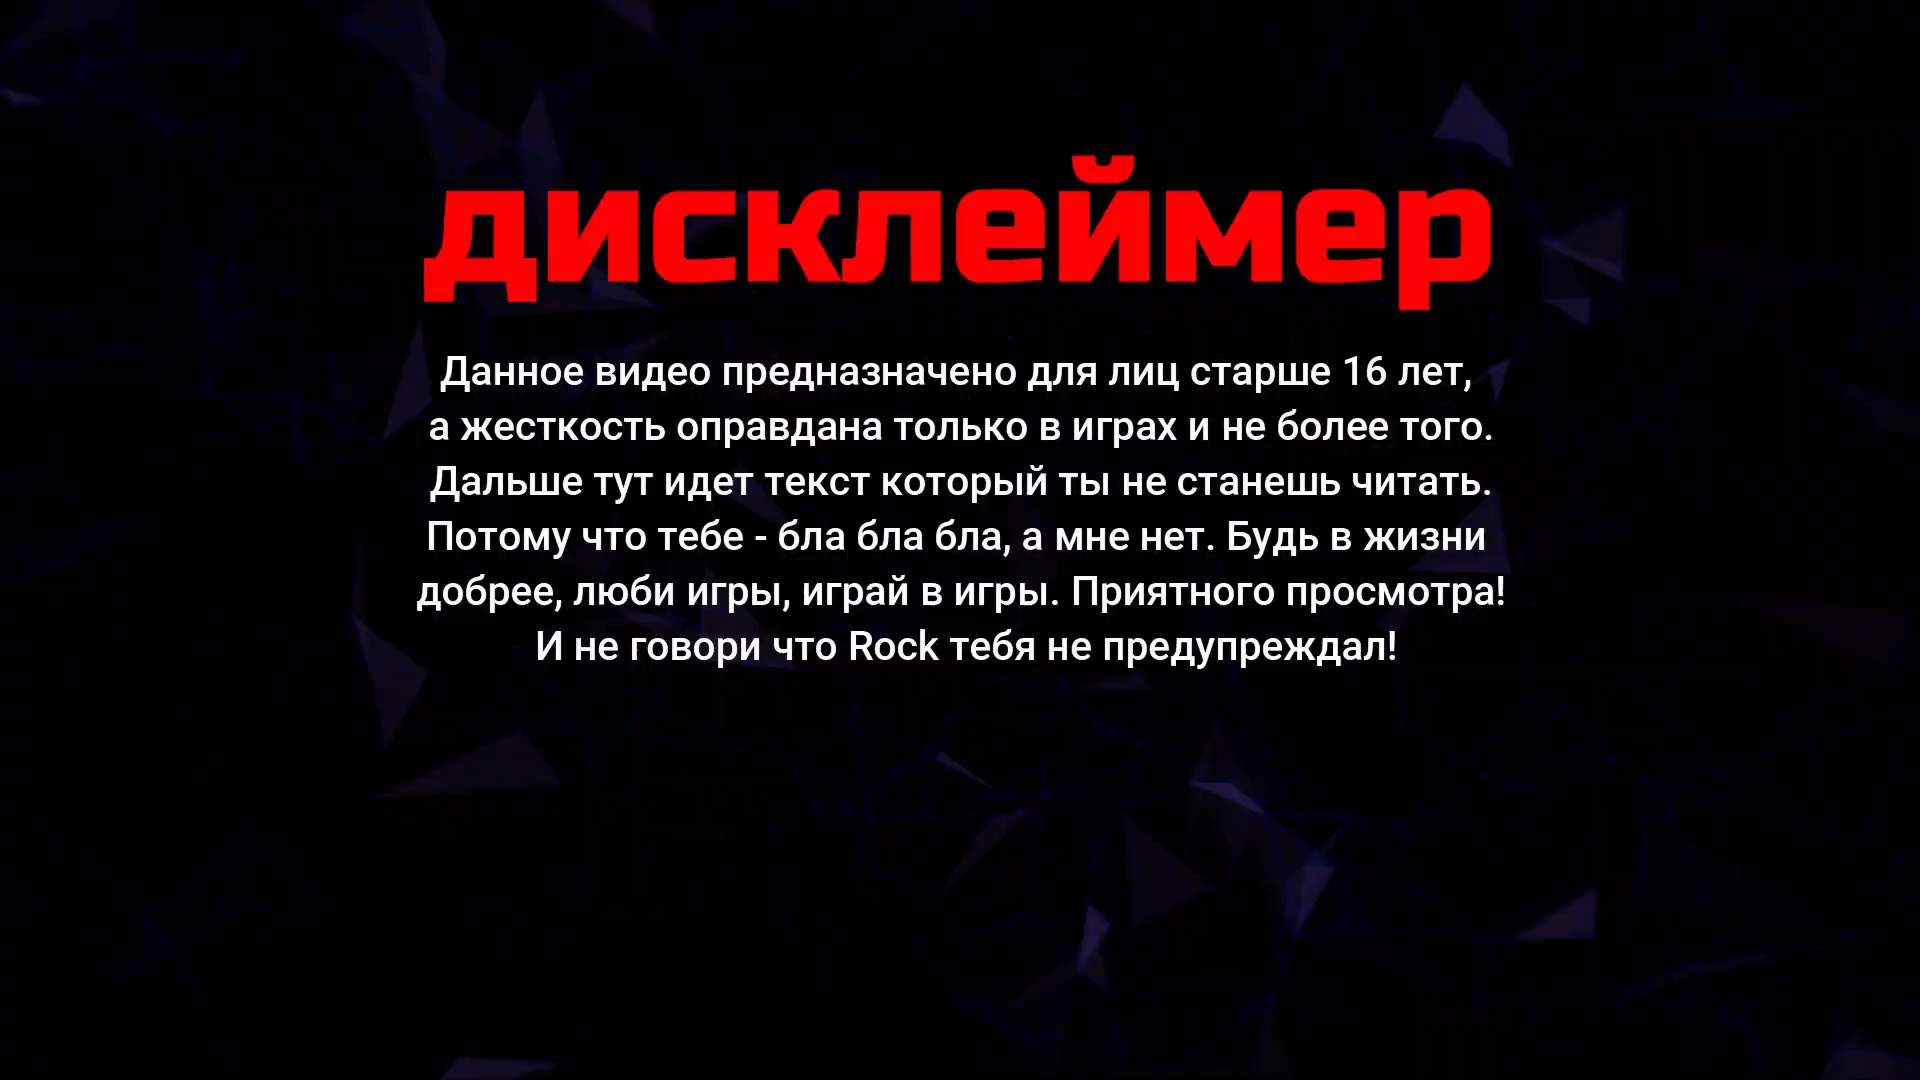 дисклеймер
Данное видео предназначено для лиц старше 16 лет,
а жесткость оправдана только в играх и не более того.
Дальше тут идет текст который ты не станешь читать.
Потому что тебе - бла бла бла, а мне нет. Будь в жизни
добрее, люби игры, играй в игры. Приятного просмотра!
И не говори что Rock тебя не предупреждал!